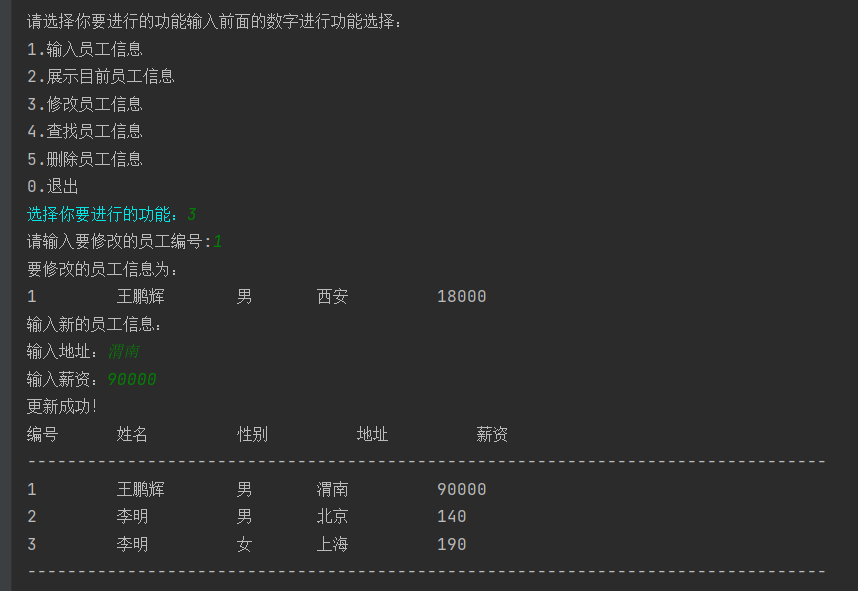 请选择你要进行的功能输入前面的数字进行功能选择:
1.输入员工信息
2.展示目前员工信息
3.修改员工信息
4.查找员工信息
5.删除员工信息
0.退出
选择你要进行的功能: 3
请输入要修改的员工编号:1
要修改的员工信息为:
1 王鹏辉 男 西安 18000
输入新的员工信息:
输入地址: 渭南
输入薪资: 90000
更新成功!
编号 姓名 性别 地址 薪资
--------------------------------------------------------------------------------
1 王鹏辉 男 渭南 90000
2 李明 男 北京 140
3 李明 女 上海 190
--------------------------------------------------------------------------------